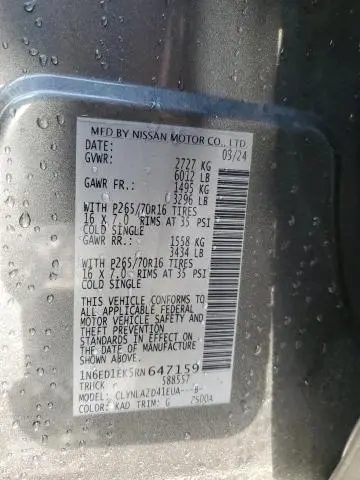 MFD BY NISSAN MOTOR CO., LTD.
DATE: 03/24
GVWR: 2727 KG
6012 LB
GAWR FR.: 1495 KG
3296 LB
WITH P265/70R16 TIRES
16 x 7.0 RIMS AT 35 PSI
COLD SINGLE
GAWR RR.: 1558 KG
3434 LB
WITH P265/70R16 TIRES
16 x 7.0 RIMS AT 35 PSI
COLD SINGLE
THIS VEHICLE CONFORMS TO
ALL APPLICABLE FEDERAL
MOTOR VEHICLE SAFETY AND
THEFT PREVENTION
STANDARDS IN EFFECT ON
THE DATE OF MANUFACTURE
SHOWN ABOVE.
1N6ED1EK5RN647159
TRUCK 588557
MODEL: CLYNLAZD41EUA---B-
COLOR: KAD TRIM: G